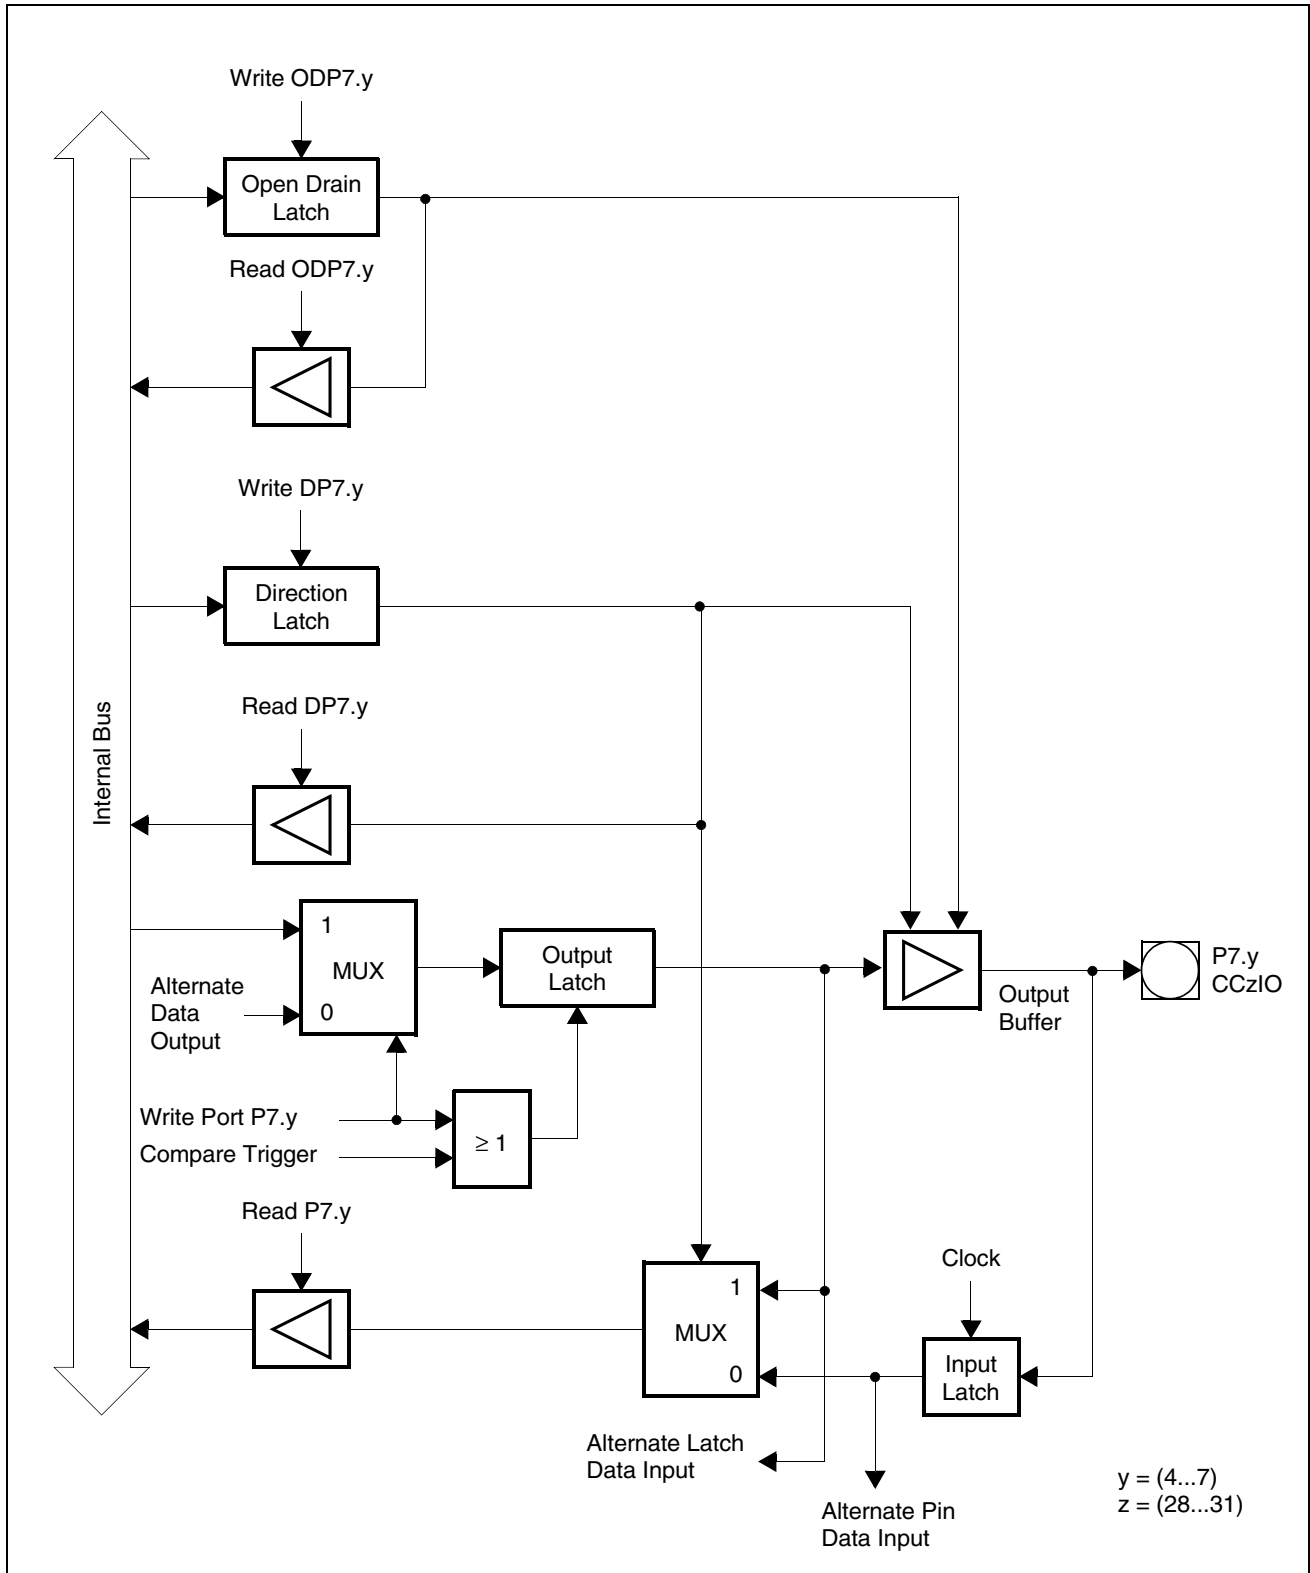 Write ODP7.y
Open Drain
Latch
Read ODP7.y
Write DP7.y
Direction
Latch
Read DP7.y
Internal Bus
1
MUX
0
Alternate
Data
Output
Output
Latch
Output
Buffer
P7.y
CCzIO
Write Port P7.y
Compare Trigger
≥ 1
Read P7.y
1
MUX
0
Clock
Input
Latch
Alternate Latch
Data Input
Alternate Pin
Data Input
y = (4...7)
z = (28...31)